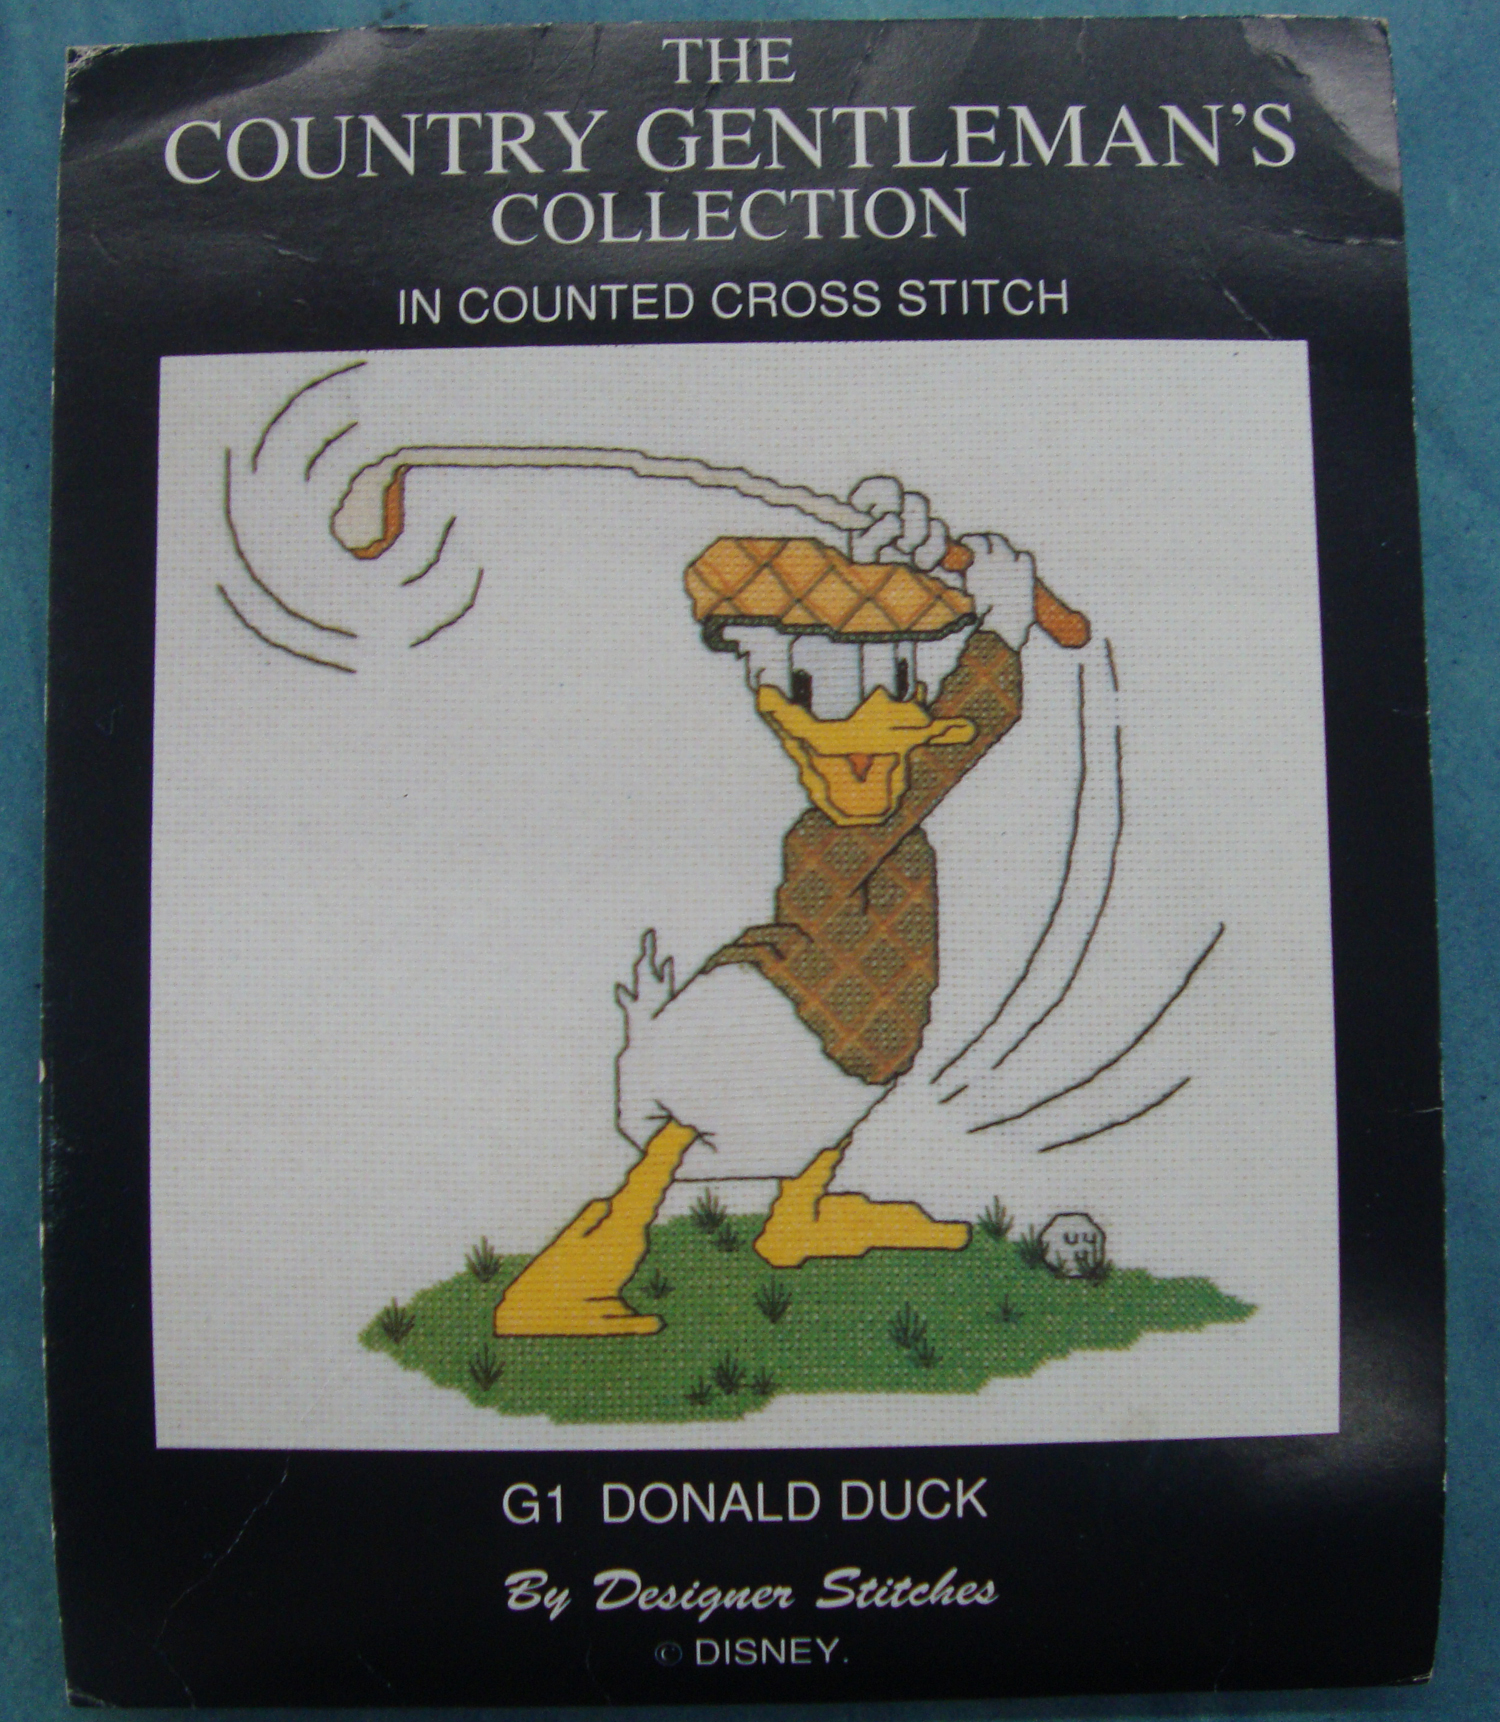 THE
COUNTRY GENTLEMAN'S
COLLECTION
IN COUNTED CROSS STITCH
G1 DONALD DUCK
By Designer Stitches
© DISNEY.